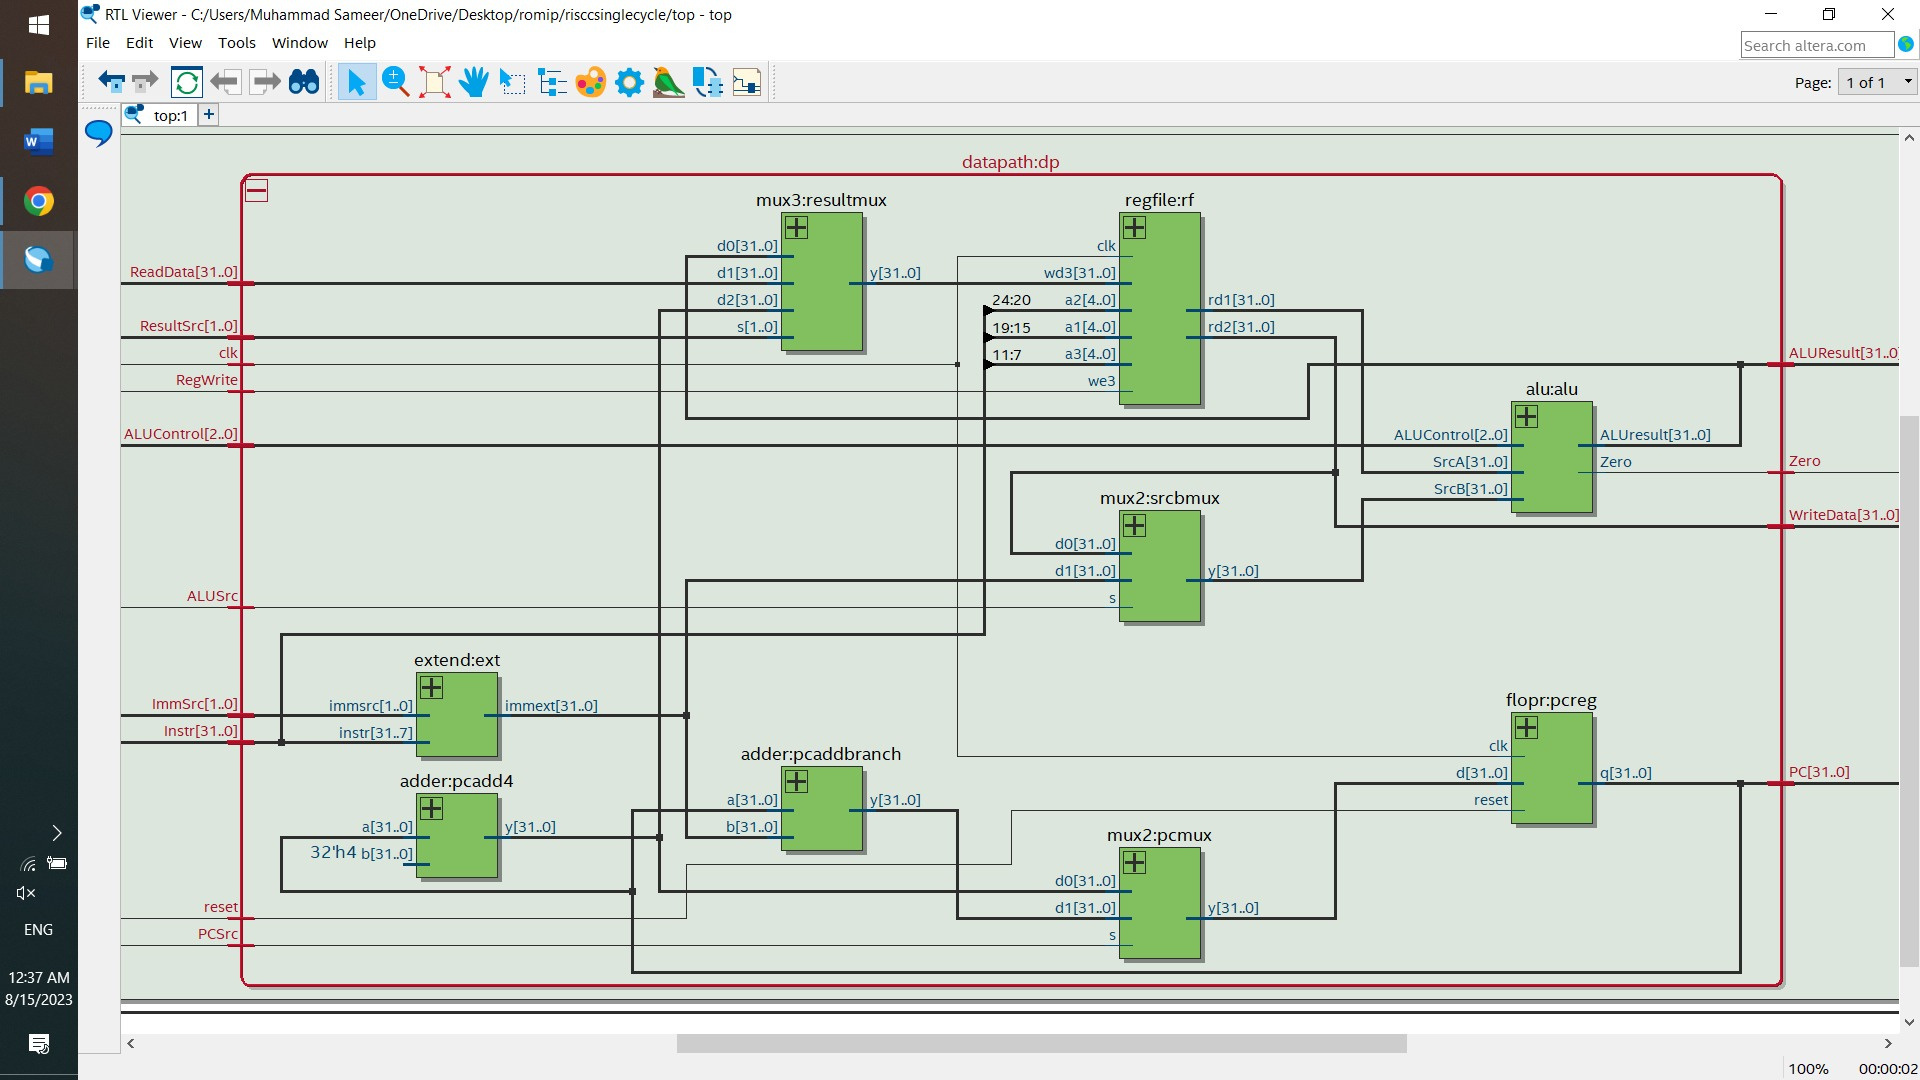 RTL Viewer - C:/Users/Muhammad Sameer/OneDrive/Desktop/romip/risccsinglecycle/top - top
File Edit View Tools Window Help
Search altera.com
Page: 1 of 1
top:1
datapath:dp
mux3:resultmux
d0[31..0]
d1[31..0]
d2[31..0]
s[1..0]
y[31..0]
regfile:rf
clk
wd3[31..0]
24:20 a2[4..0]
19:15 a1[4..0]
11:7 a3[4..0]
we3
rd1[31..0]
rd2[31..0]
ReadData[31..0]
ResultSrc[1..0]
clk
RegWrite
ALUControl[2..0]
ALUResult[31..0]
alu:alu
ALUControl[2..0]
SrcA[31..0]
SrcB[31..0]
ALUresult[31..0]
Zero
Zero
WriteData[31..0]
mux2:srcbmux
d0[31..0]
d1[31..0]
s
y[31..0]
ALUSrc
extend:ext
ImmSrc[1..0]
Instr[31..0]
immsrc[1..0]
instr[31..7]
immext[31..0]
adder:pcadd4
a[31..0]
32'h4 b[31..0]
y[31..0]
adder:pcaddbranch
a[31..0]
b[31..0]
y[31..0]
flopr:pcreg
clk
d[31..0]
reset
q[31..0]
PC[31..0]
mux2:pcmux
d0[31..0]
d1[31..0]
s
y[31..0]
reset
PCSrc
ENG
12:37 AM
8/15/2023
100% 00:00:02